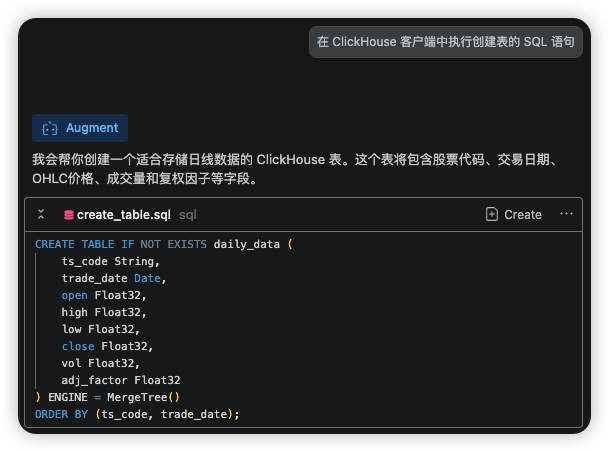 在 ClickHouse 客户端中执行创建表的 SQL 语句
Augment
我会帮你创建一个适合存储日线数据的 ClickHouse 表。这个表将包含股票代码、交易日期、
OHLC价格、成交量和复权因子等字段。
create_table.sql sql Create ···
CREATE TABLE IF NOT EXISTS daily_data (
    ts_code String,
    trade_date Date,
    open Float32,
    high Float32,
    low Float32,
    close Float32,
    vol Float32,
    adj_factor Float32
) ENGINE = MergeTree()
ORDER BY (ts_code, trade_date);